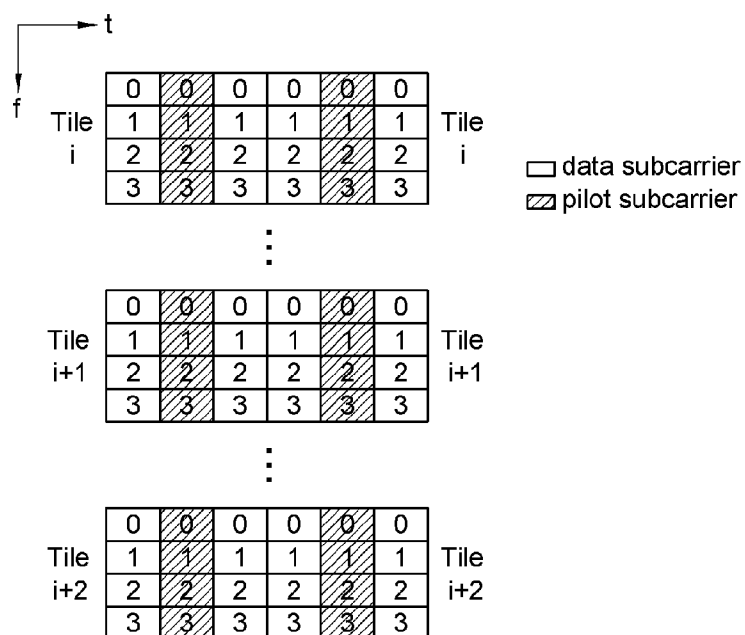 t
f
Tile i
0 0 0 0 0 0
1 1 1 1 1 1
2 2 2 2 2 2
3 3 3 3 3 3
Tile i
data subcarrier
pilot subcarrier
Tile i+1
0 0 0 0 0 0
1 1 1 1 1 1
2 2 2 2 2 2
3 3 3 3 3 3
Tile i+1
Tile i+2
0 0 0 0 0 0
1 1 1 1 1 1
2 2 2 2 2 2
3 3 3 3 3 3
Tile i+2